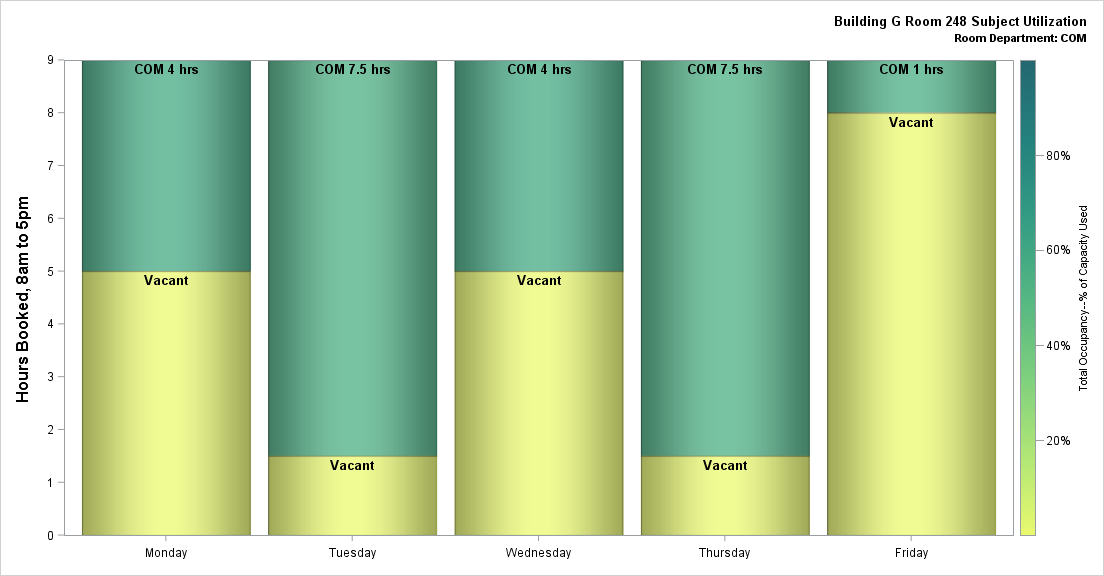 Building G Room 248 Subject Utilization
Room Department: COM
Hours Booked, 8am to 5pm
9
8
7
6
5
4
3
2
1
0
COM 4 hrs
Vacant
COM 7.5 hrs
Vacant
COM 4 hrs
Vacant
COM 7.5 hrs
Vacant
COM 1 hrs
Vacant
Monday
Tuesday
Wednesday
Thursday
Friday
80%
60%
40%
20%
Total Occupancy--% of Capacity Used